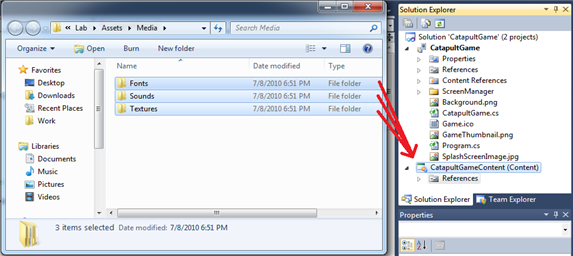 « Lab ▸ Assets ▸ Media ▸
Search Media
Organize ▾ Open Burn New folder
Favorites
Desktop
Downloads
Recent Places
Work
Libraries
Documents
Music
Pictures
Videos
Name Date modified Type
Fonts 7/8/2010 6:51 PM File folder
Sounds 7/8/2010 6:51 PM File folder
Textures 7/8/2010 6:51 PM File folder
3 items selected Date modified: 7/8/2010 6:51 PM
Solution Explorer
Solution 'CatapultGame' (2 projects)
CatapultGame
Properties
References
Content References
ScreenManager
Background.png
CatapultGame.cs
Game.ico
GameThumbnail.png
Program.cs
SplashScreenImage.jpg
CatapultGameContent (Content)
References
Solution Explorer Team Explorer
Properties